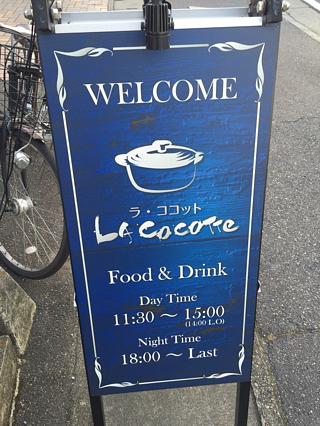 WELCOME
ラ・ココット
LA COCOTTE
Food & Drink
Day Time
11:30 〜 15:00
(14:00 L.O)
Night Time
18:00 〜 Last